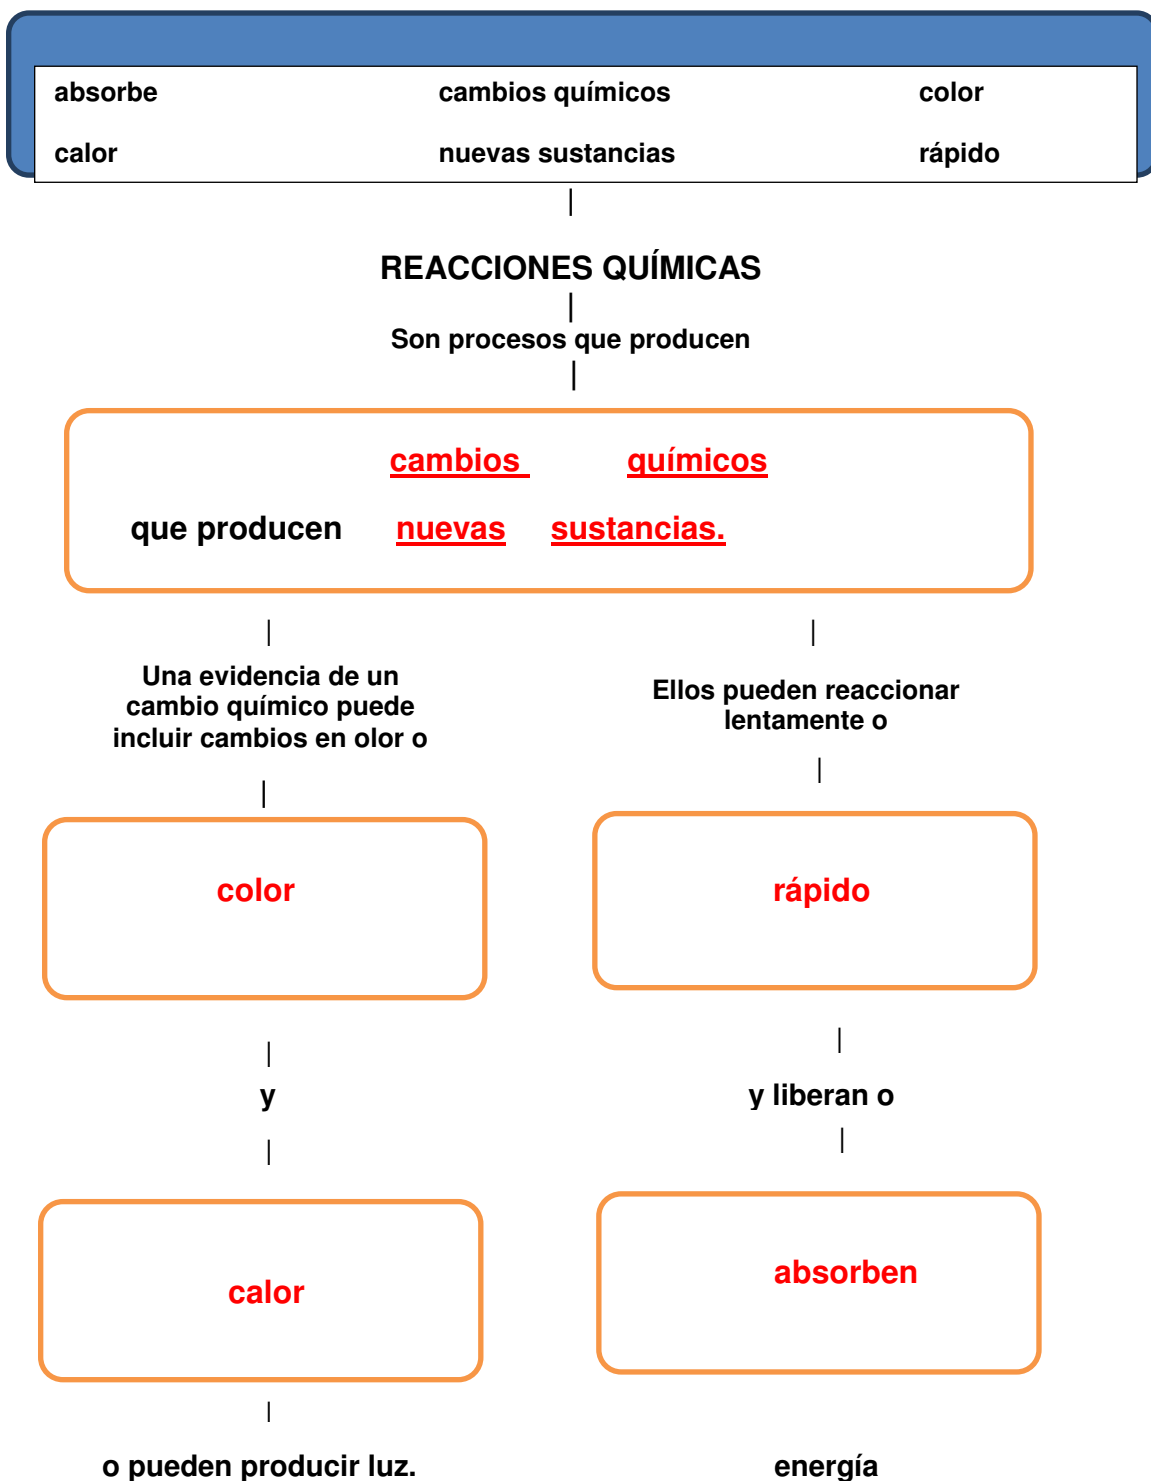 absorbe cambios químicos color
calor nuevas sustancias rápido
REACCIONES QUÍMICAS
Son procesos que producen
cambios químicos
que producen nuevas sustancias.
Una evidencia de un
cambio químico puede
incluir cambios en olor o
color
y
calor
o pueden producir luz.
Ellos pueden reaccionar
lentamente o
rápido
y liberan o
absorben
energía